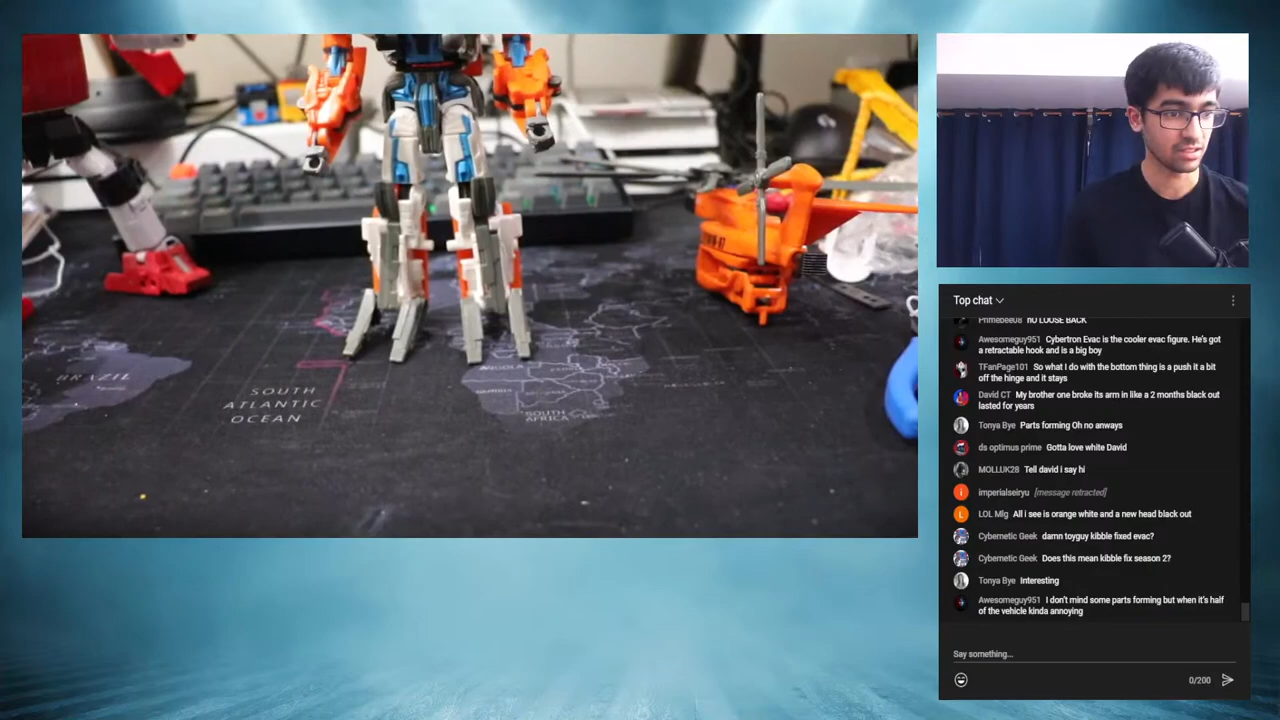 BRAZIL
SOUTH
ATLANTIC
OCEAN
ANGOLA
SOUTH
AFRICA
Top chat
Primebee08 no LOOSE BACK
Awesomeguy951 Cybertron Evac is the cooler evac figure. He's got
a retractable hook and is a big boy
TFanPage101 So what I do with the bottom thing is a push it a bit
off the hinge and it stays
David CT My brother one broke its arm in like a 2 months black out
lasted for years
Tonya Bye Parts forming Oh no anways
ds optimus prime Gotta love white David
MOLLUK28 Tell david i say hi
imperialseiryu [message retracted]
LOL Mlg All i see is orange white and a new head black out
Cybernetic Geek damn toyguy kibble fixed evac?
Cybernetic Geek Does this mean kibble fix season 2?
Tonya Bye Interesting
Awesomeguy951 I don't mind some parts forming but when it's half
of the vehicle kinda annoying
Say something...
0/200